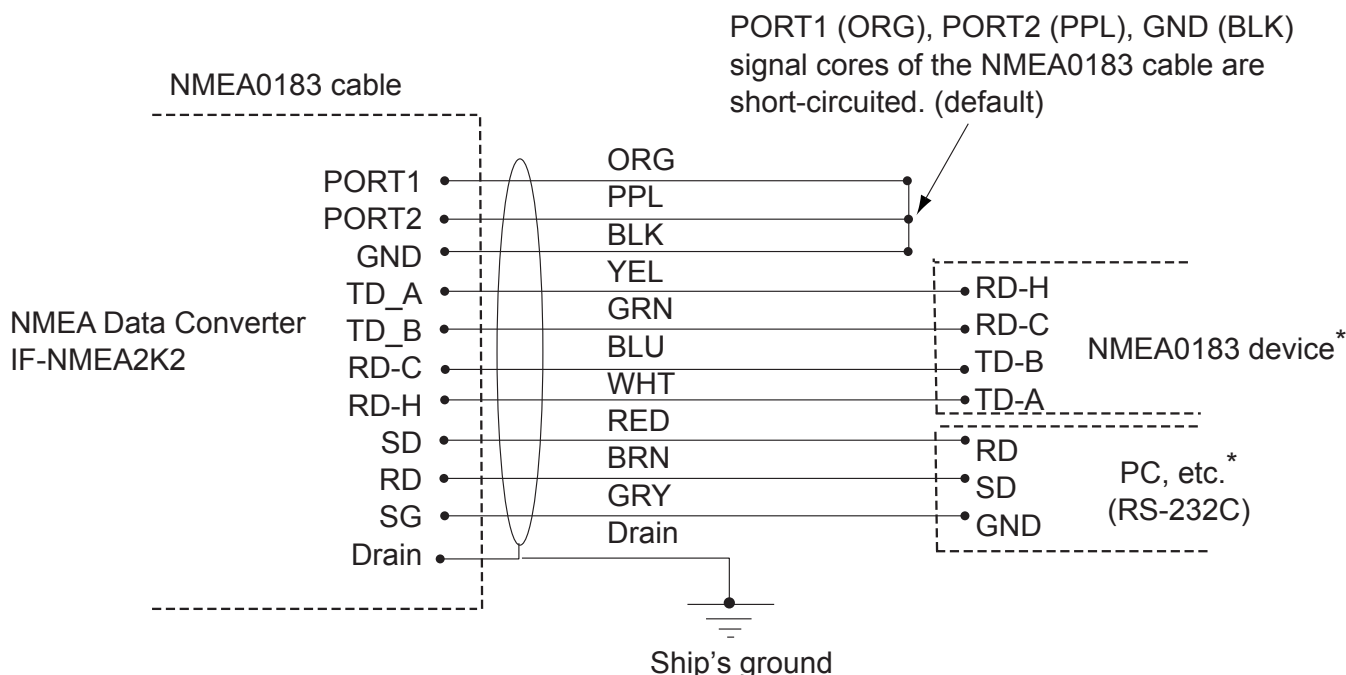 PORT1 (ORG), PORT2 (PPL), GND (BLK)
signal cores of the NMEA0183 cable are
short-circuited. (default)
NMEA0183 cable
PORT1
PORT2
GND
TD_A
TD_B
RD-C
RD-H
SD
RD
SG
Drain
NMEA Data Converter
IF-NMEA2K2
ORG
PPL
BLK
YEL
GRN
BLU
WHT
RED
BRN
GRY
Drain
RD-H
RD-C
TD-B
TD-A
NMEA0183 device*
RD
SD
GND
PC, etc.*
(RS-232C)
Ship's ground